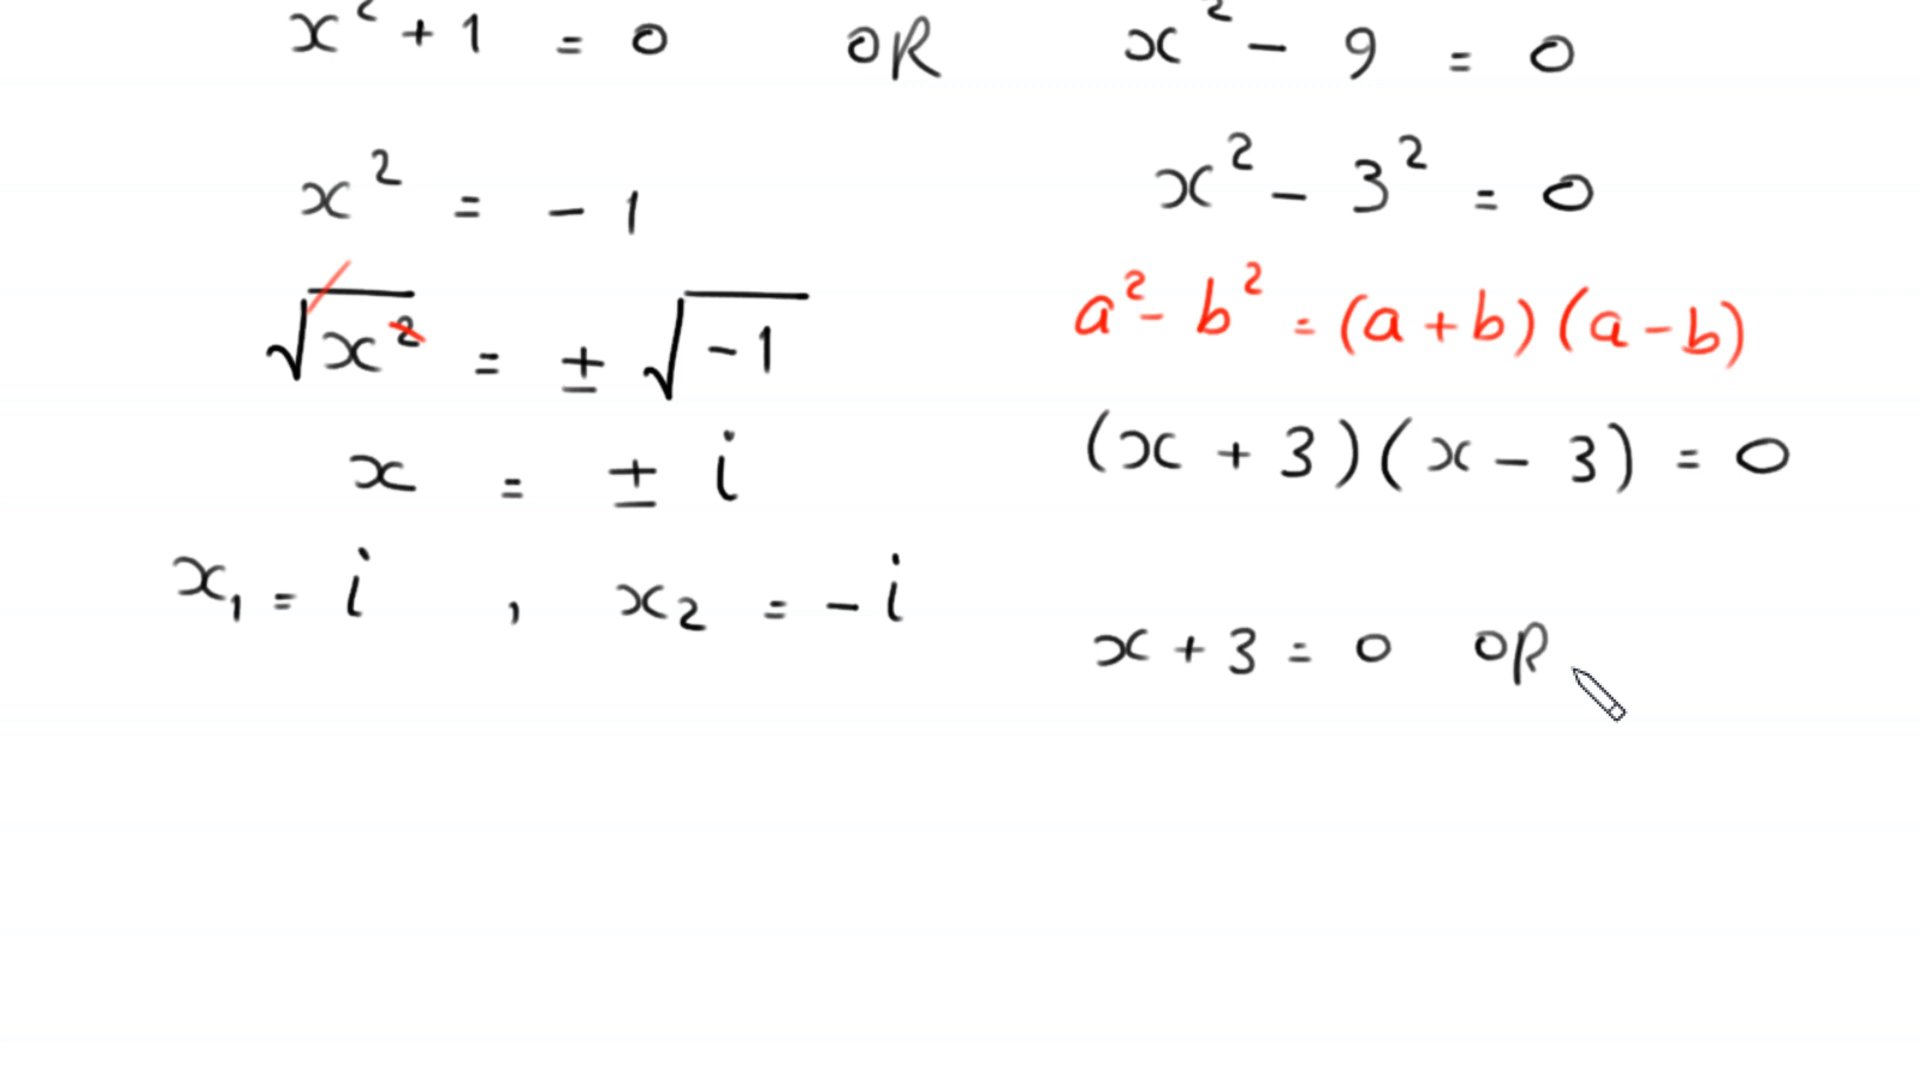 x² + 1 = 0 OR x² - 9 = 0
x² = - 1
√x² = ± √-1
x = ± i
x₁ = i , x₂ = - i
x² - 3² = 0
a² - b² = (a + b) (a - b)
(x + 3) (x - 3) = 0
x + 3 = 0 OR